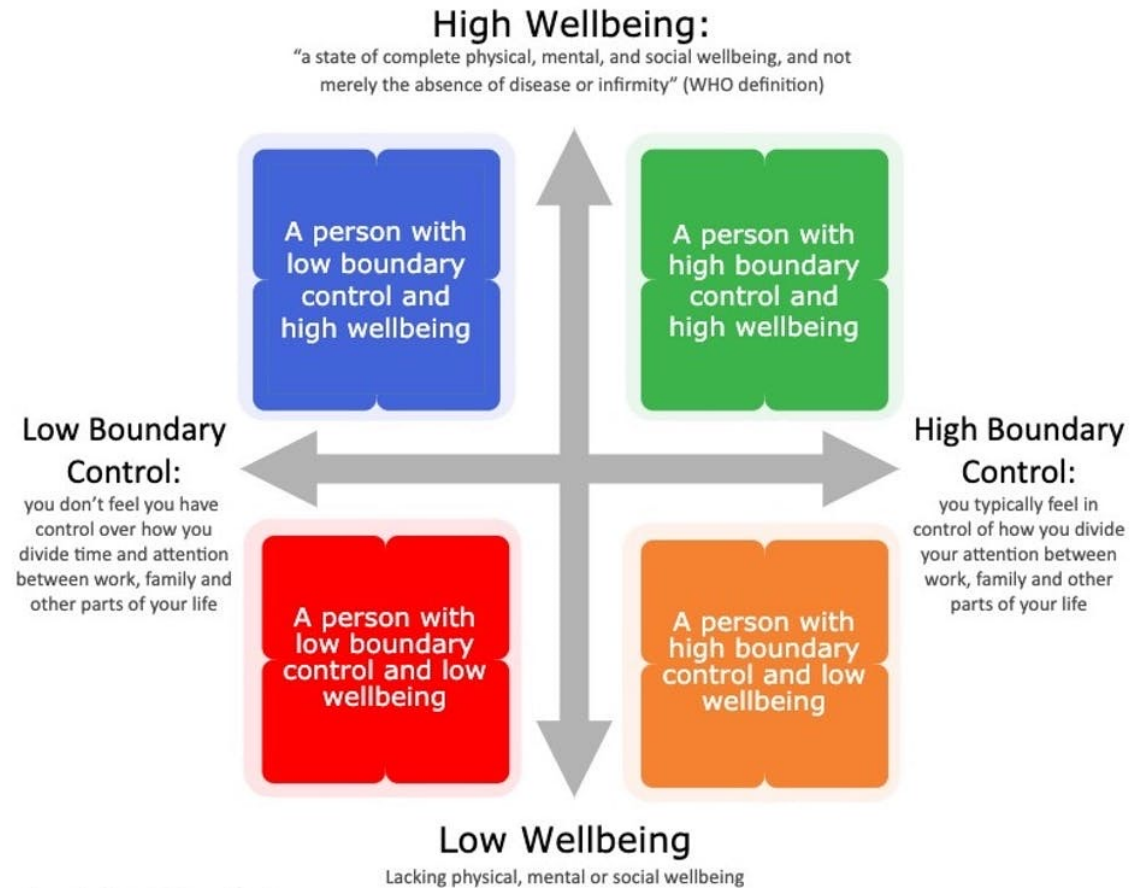 High Wellbeing:
“a state of complete physical, mental, and social wellbeing, and not
merely the absence of disease or infirmity” (WHO definition)
A person with
low boundary
control and
high wellbeing
A person with
high boundary
control and
high wellbeing
Low Boundary
Control:
you don’t feel you have
control over how you
divide time and attention
between work, family and
other parts of your life
High Boundary
Control:
you typically feel in
control of how you divide
your attention between
work, family and other
parts of your life
A person with
low boundary
control and low
wellbeing
A person with
high boundary
control and low
wellbeing
Low Wellbeing
Lacking physical, mental or social wellbeing